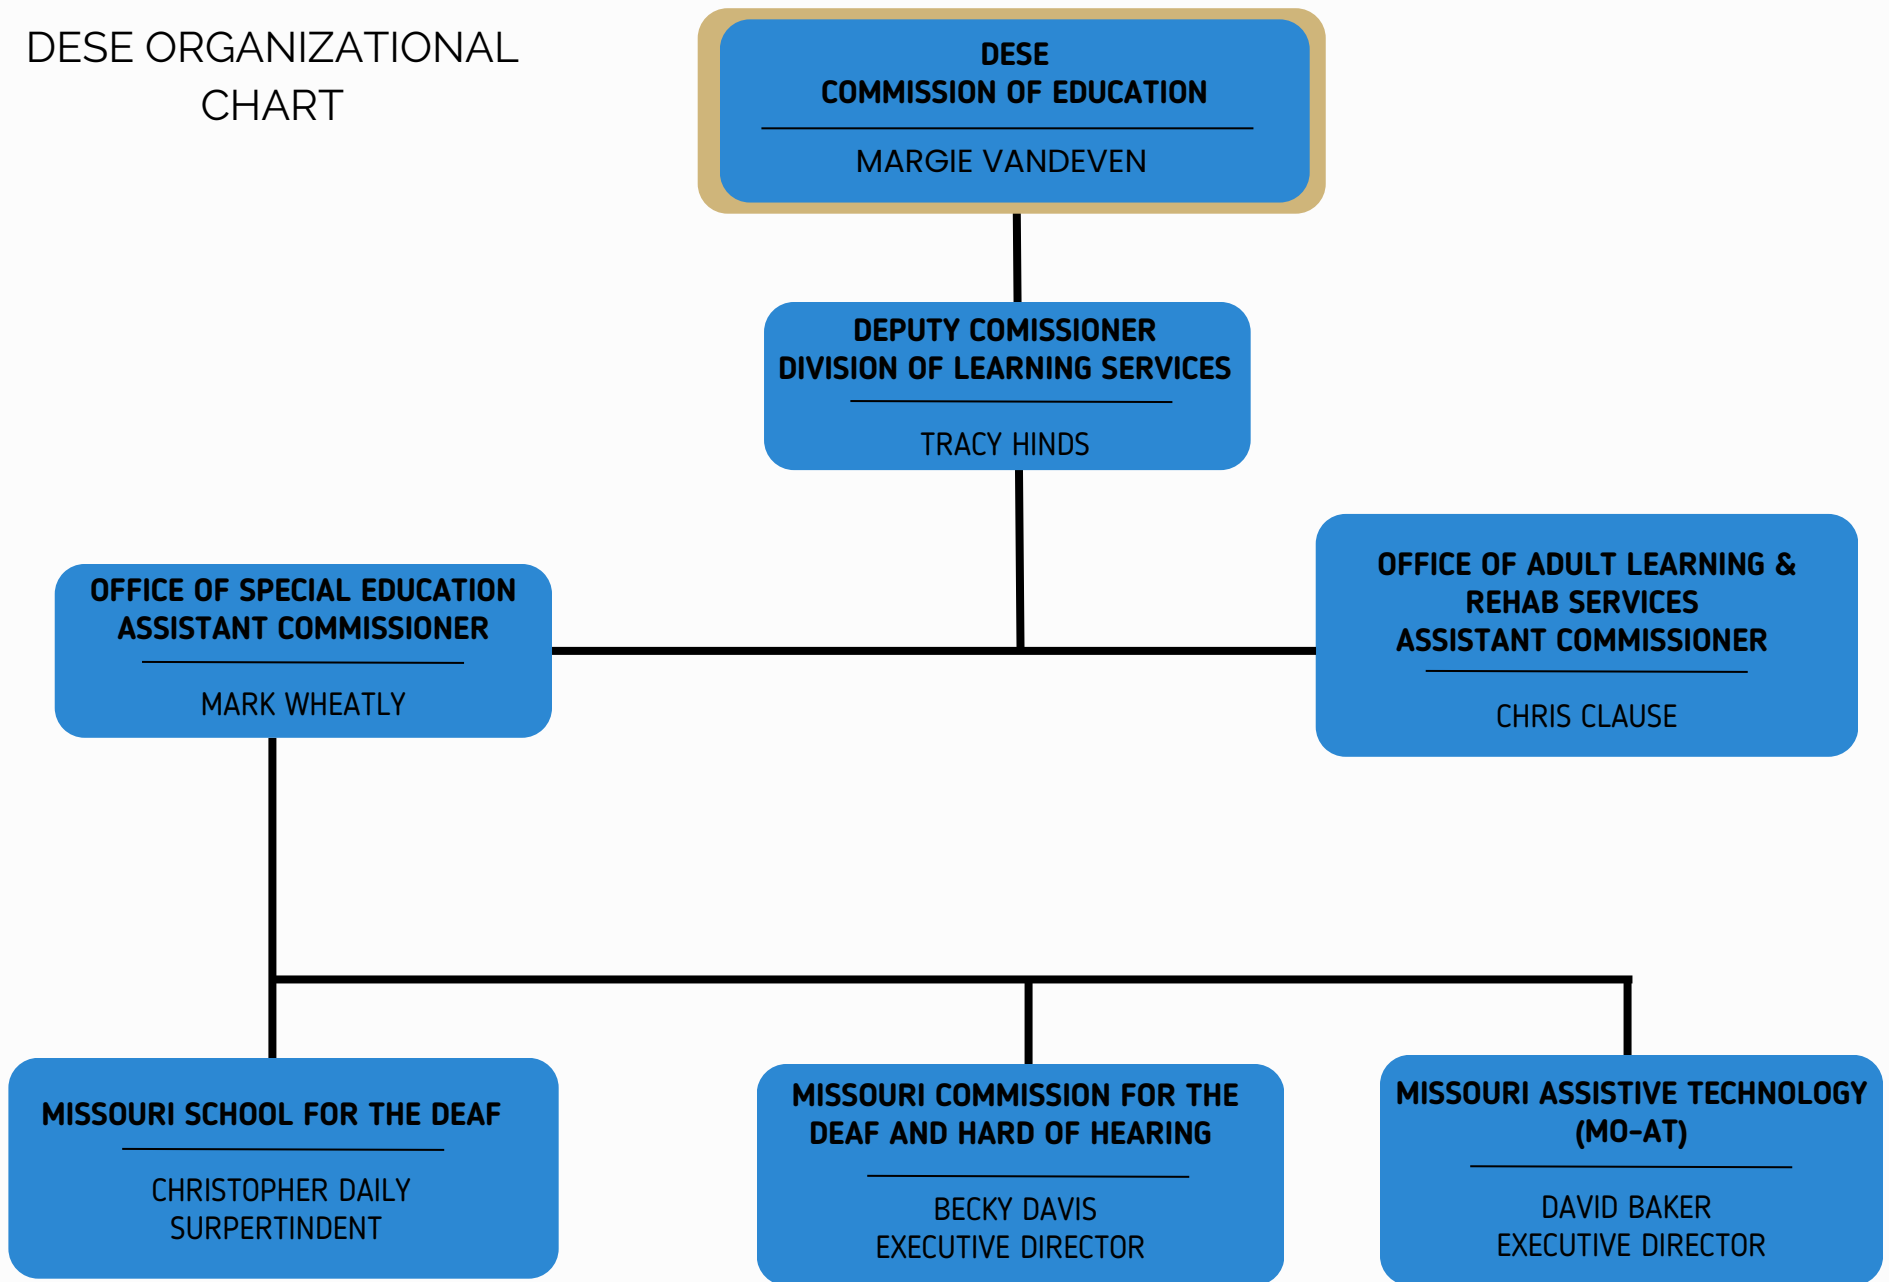 DESE ORGANIZATIONAL
CHART
DESE
COMMISSION OF EDUCATION
MARGIE VANDEVEN
DEPUTY COMISSIONER
DIVISION OF LEARNING SERVICES
TRACY HINDS
OFFICE OF SPECIAL EDUCATION
ASSISTANT COMMISSIONER
MARK WHEATLY
OFFICE OF ADULT LEARNING &
REHAB SERVICES
ASSISTANT COMMISSIONER
CHRIS CLAUSE
MISSOURI SCHOOL FOR THE DEAF
CHRISTOPHER DAILY
SURPERTINDENT
MISSOURI COMMISSION FOR THE
DEAF AND HARD OF HEARING
BECKY DAVIS
EXECUTIVE DIRECTOR
MISSOURI ASSISTIVE TECHNOLOGY
(MO-AT)
DAVID BAKER
EXECUTIVE DIRECTOR